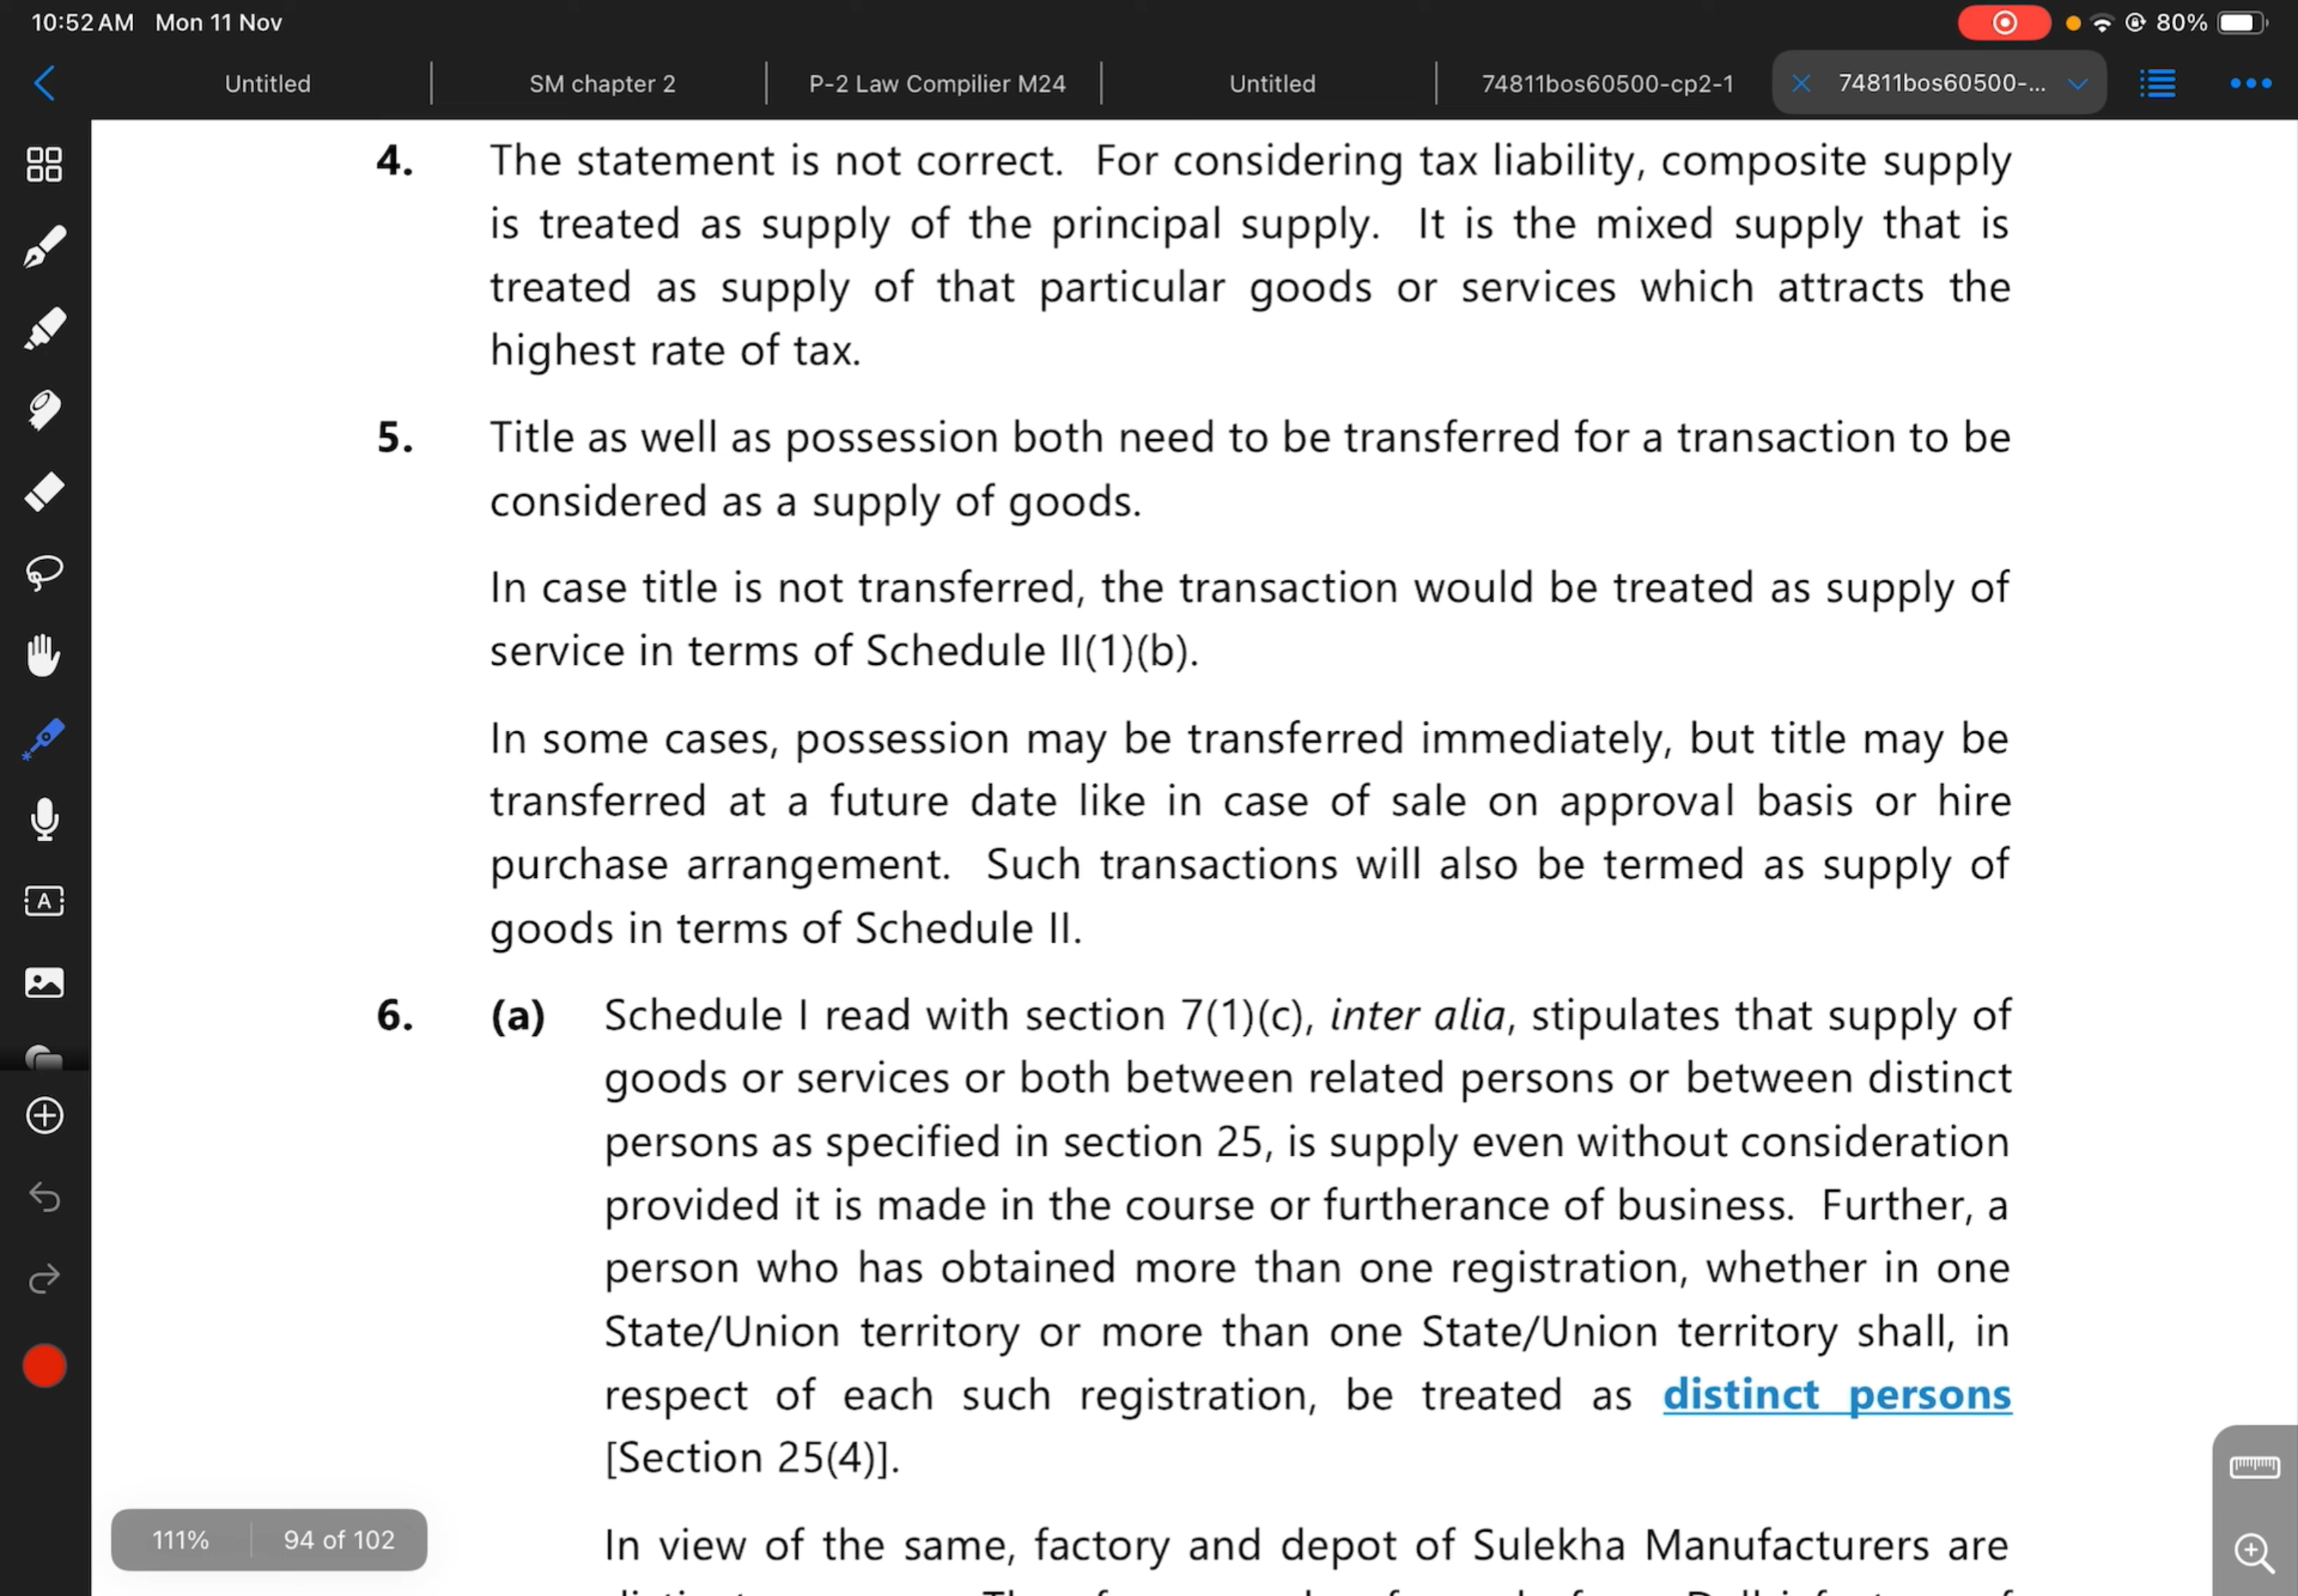 10:52 AM Mon 11 Nov 80%
Untitled SM chapter 2 P-2 Law Compilier M24 Untitled 74811bos60500-cp2-1 74811bos60500-...
4. The statement is not correct. For considering tax liability, composite supply
is treated as supply of the principal supply. It is the mixed supply that is
treated as supply of that particular goods or services which attracts the
highest rate of tax.
5. Title as well as possession both need to be transferred for a transaction to be
considered as a supply of goods.
In case title is not transferred, the transaction would be treated as supply of
service in terms of Schedule II(1)(b).
In some cases, possession may be transferred immediately, but title may be
transferred at a future date like in case of sale on approval basis or hire
purchase arrangement. Such transactions will also be termed as supply of
goods in terms of Schedule II.
6. (a) Schedule I read with section 7(1)(c), inter alia, stipulates that supply of
goods or services or both between related persons or between distinct
persons as specified in section 25, is supply even without consideration
provided it is made in the course or furtherance of business. Further, a
person who has obtained more than one registration, whether in one
State/Union territory or more than one State/Union territory shall, in
respect of each such registration, be treated as distinct persons
[Section 25(4)].
In view of the same, factory and depot of Sulekha Manufacturers are
111% 94 of 102